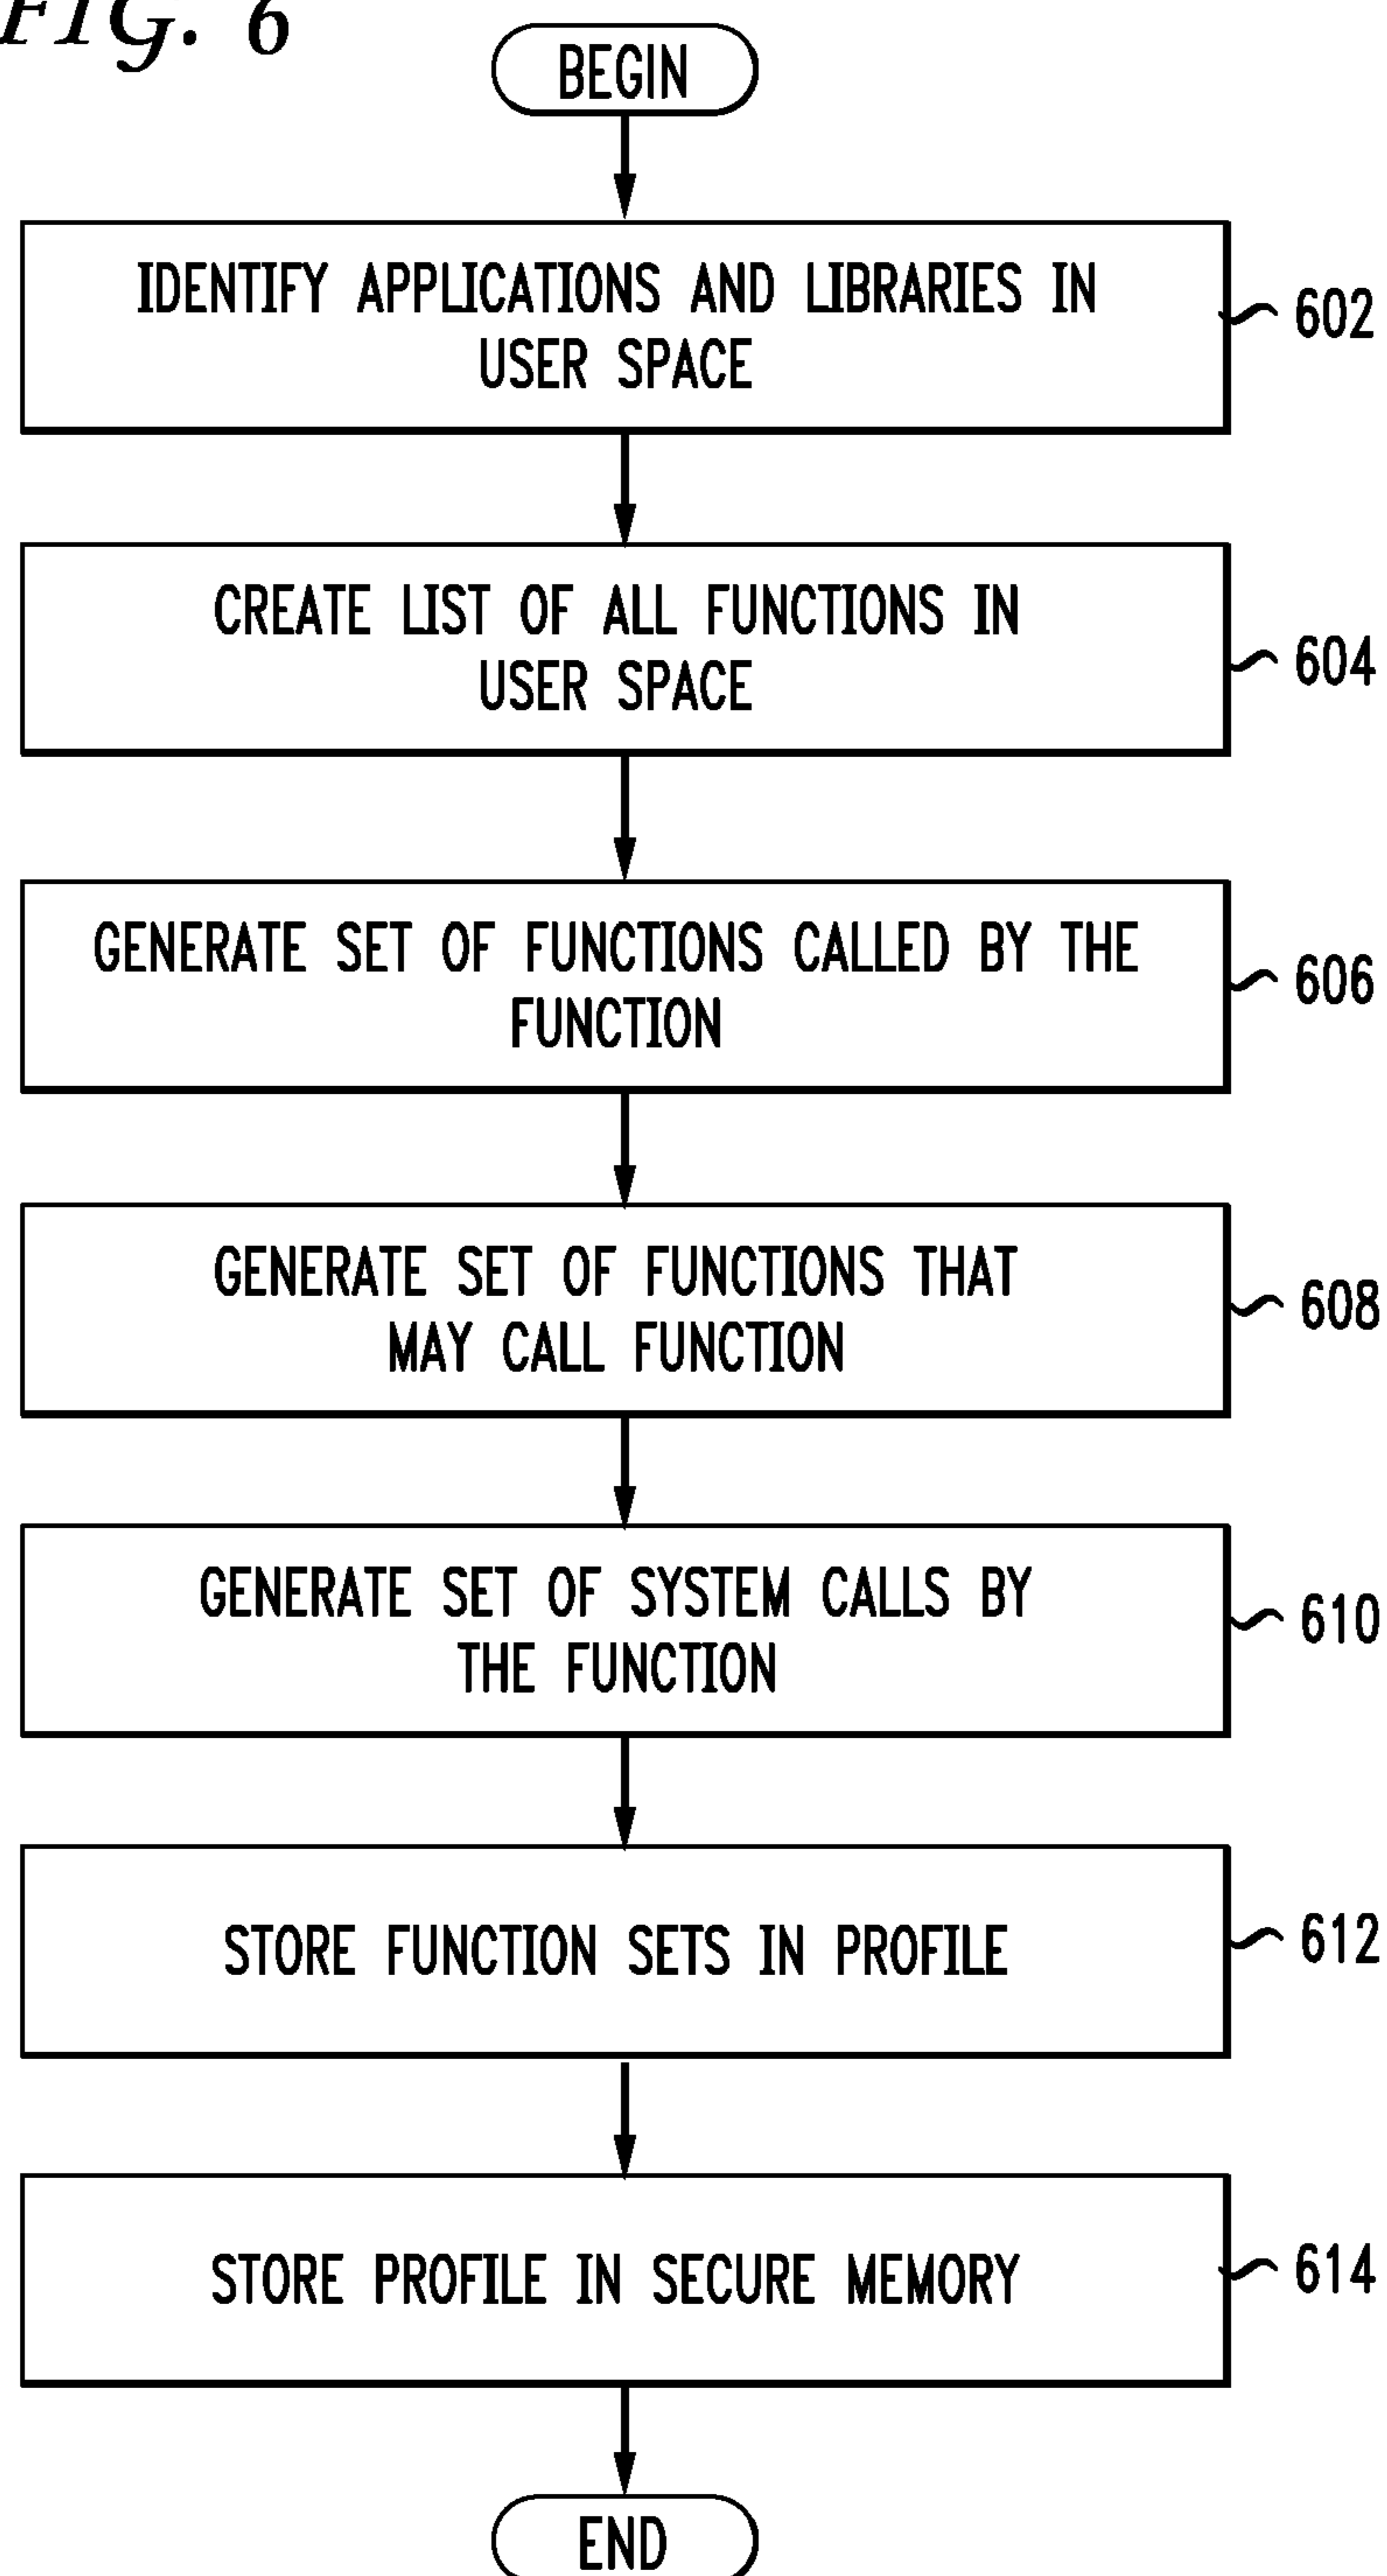 FIG. 6
BEGIN
IDENTIFY APPLICATIONS AND LIBRARIES IN
USER SPACE
602
CREATE LIST OF ALL FUNCTIONS IN
USER SPACE
604
GENERATE SET OF FUNCTIONS CALLED BY THE
FUNCTION
606
GENERATE SET OF FUNCTIONS THAT
MAY CALL FUNCTION
608
GENERATE SET OF SYSTEM CALLS BY
THE FUNCTION
610
STORE FUNCTION SETS IN PROFILE
612
STORE PROFILE IN SECURE MEMORY
614
END